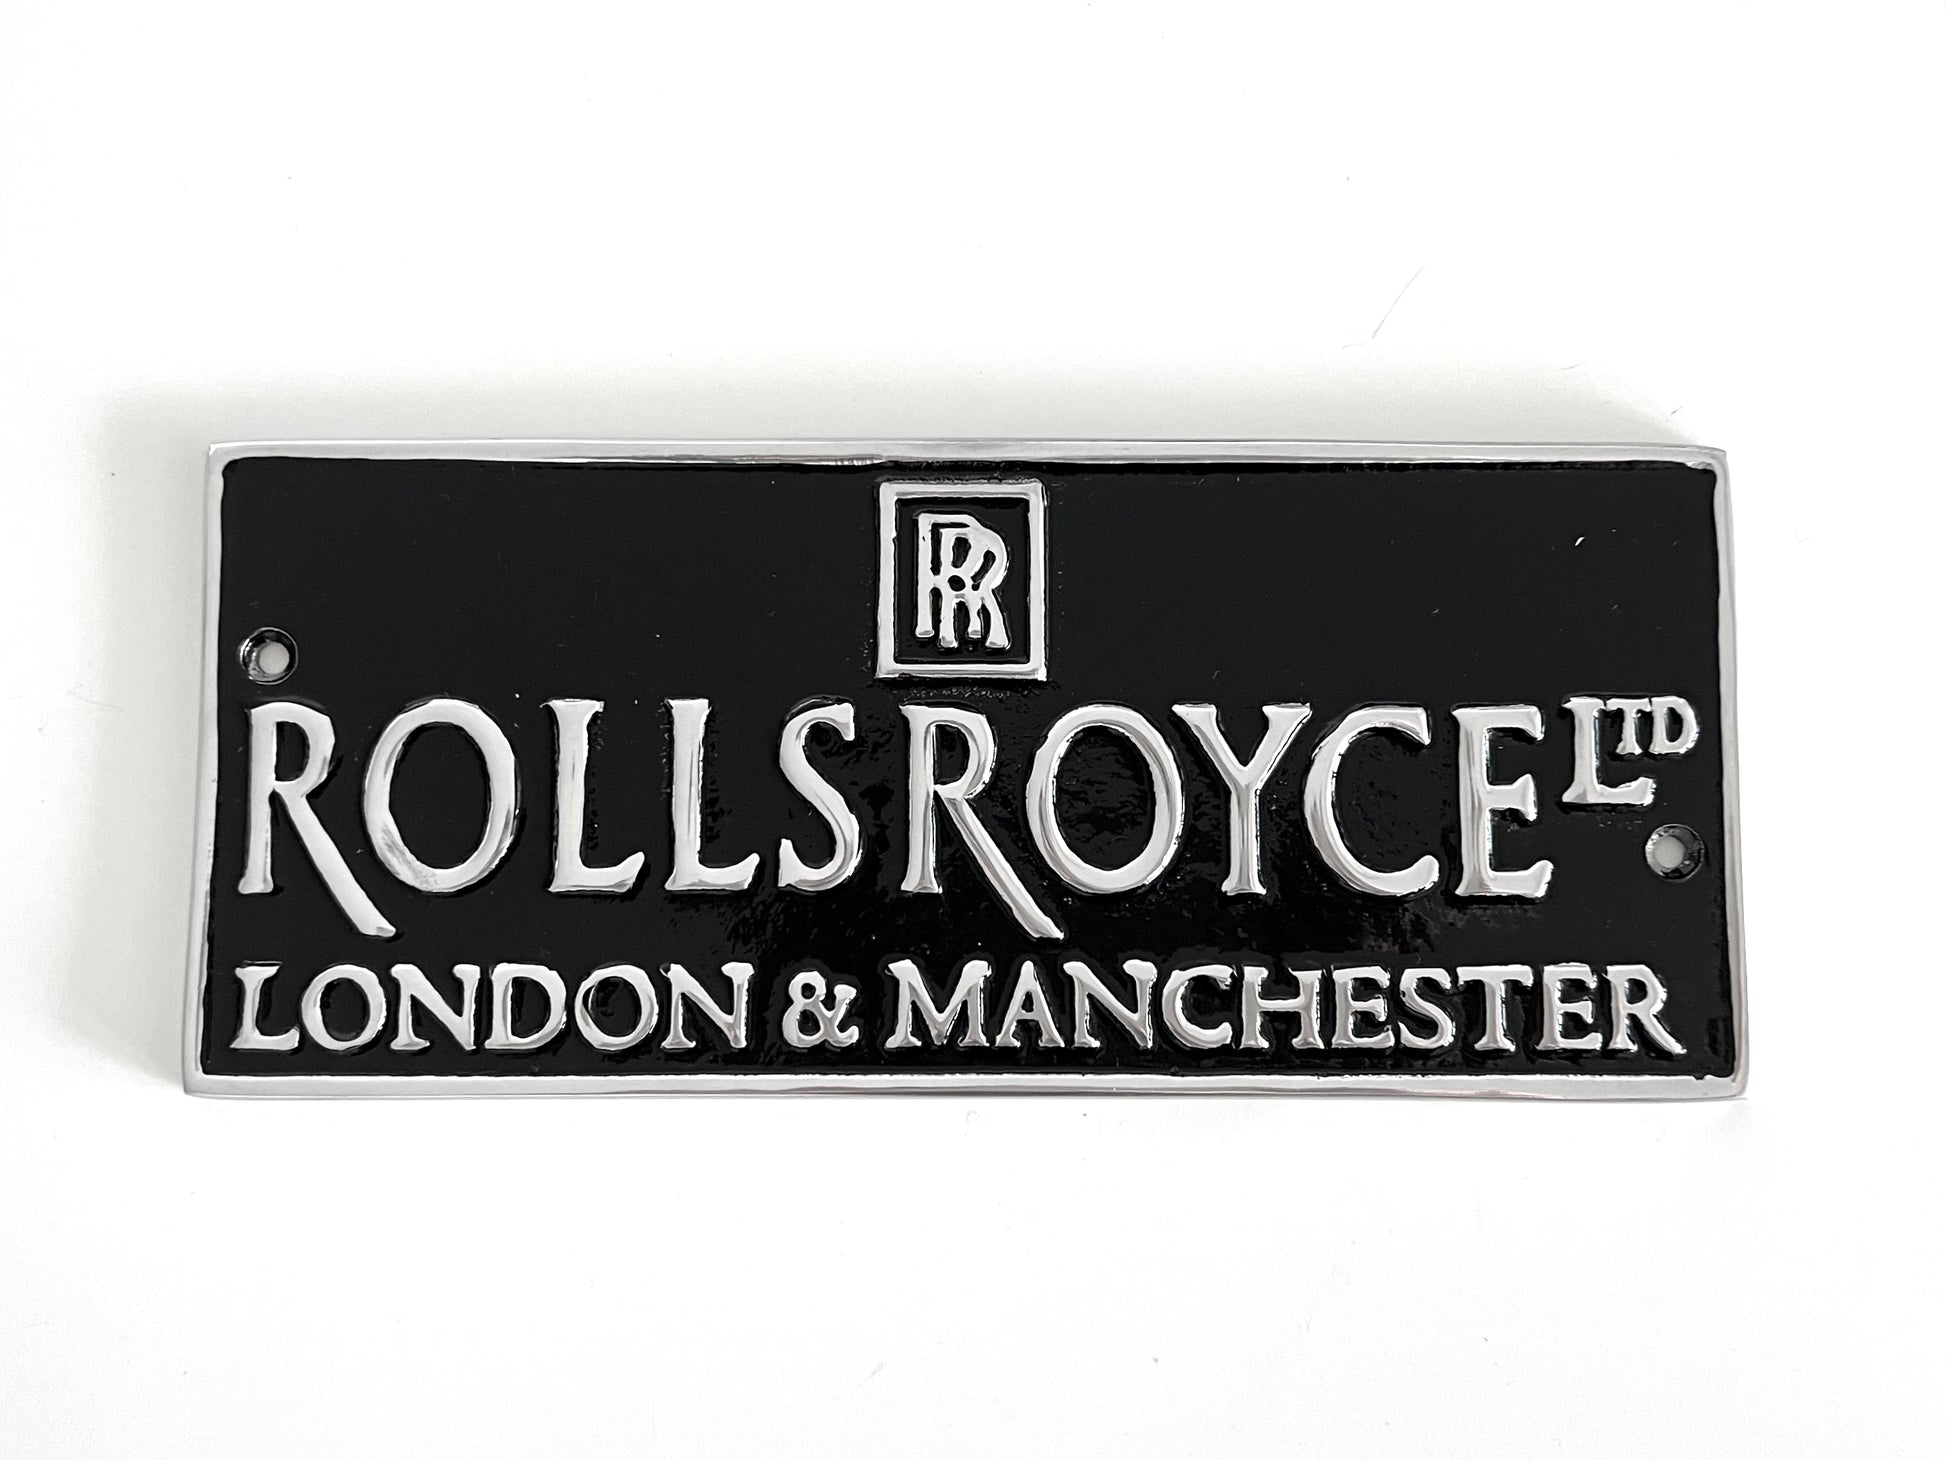 RR
ROLLSROYCE LTD
LONDON & MANCHESTER